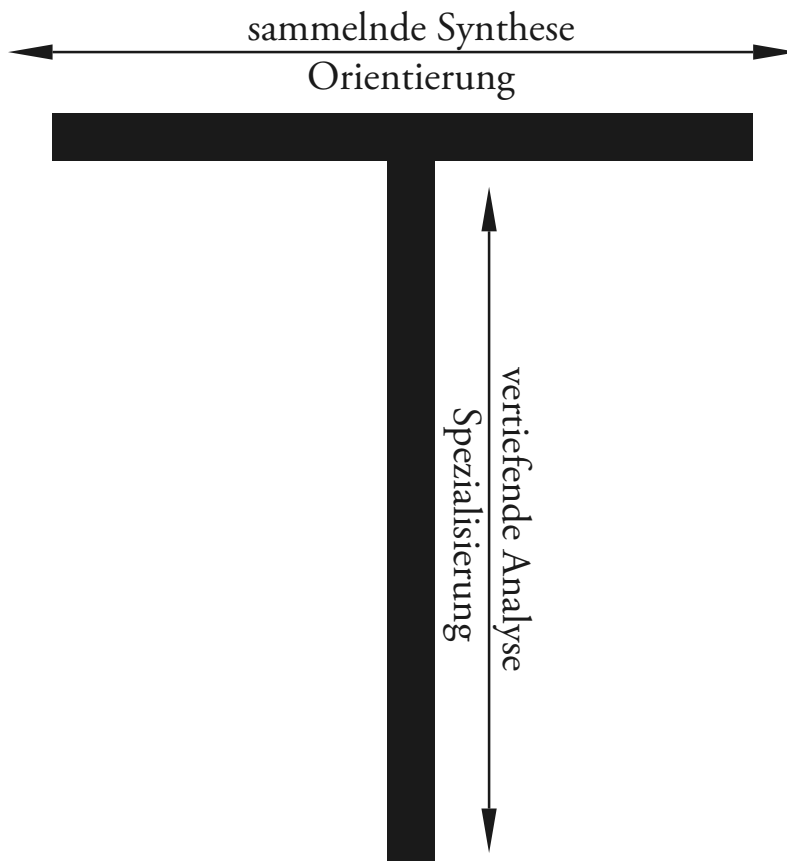 sammelnde Synthese
Orientierung
vertiefende Analyse
Spezialisierung